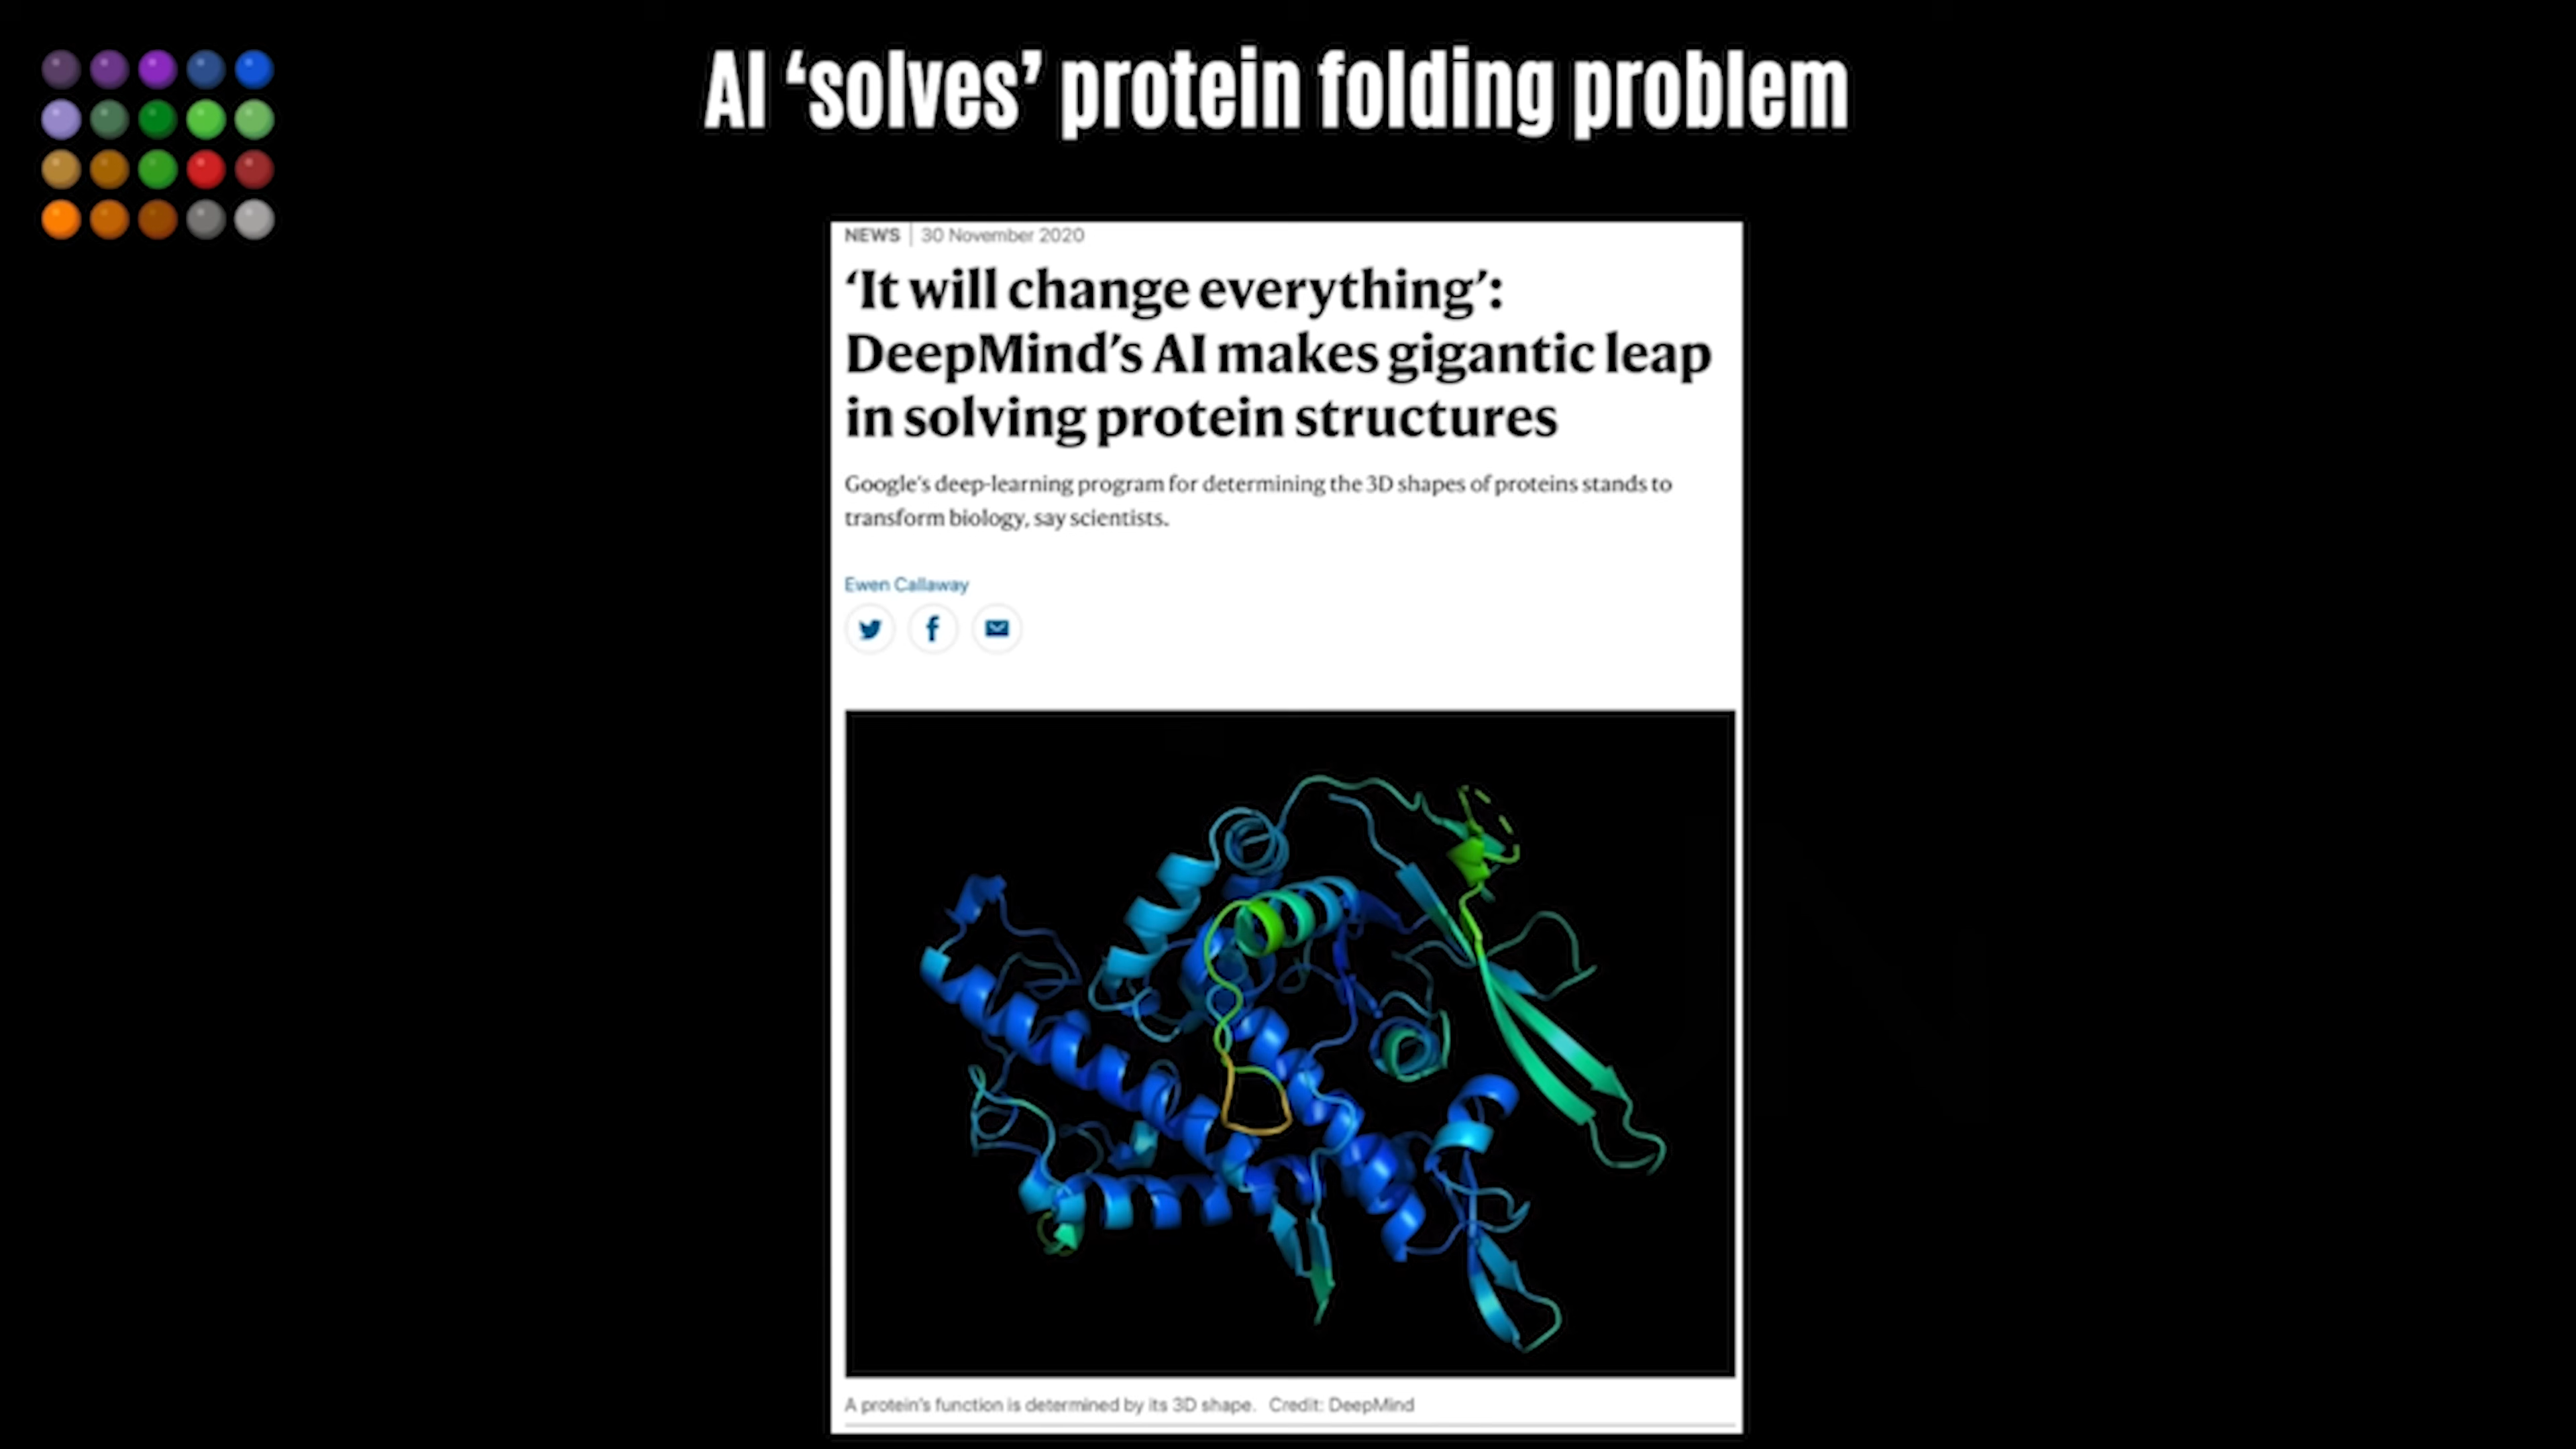 AI ‘solves’ protein folding problem
NEWS | 30 November 2020
‘It will change everything’:
DeepMind’s AI makes gigantic leap
in solving protein structures
Google’s deep-learning program for determining the 3D shapes of proteins stands to
transform biology, say scientists.
Ewen Callaway
A protein’s function is determined by its 3D shape. Credit: DeepMind